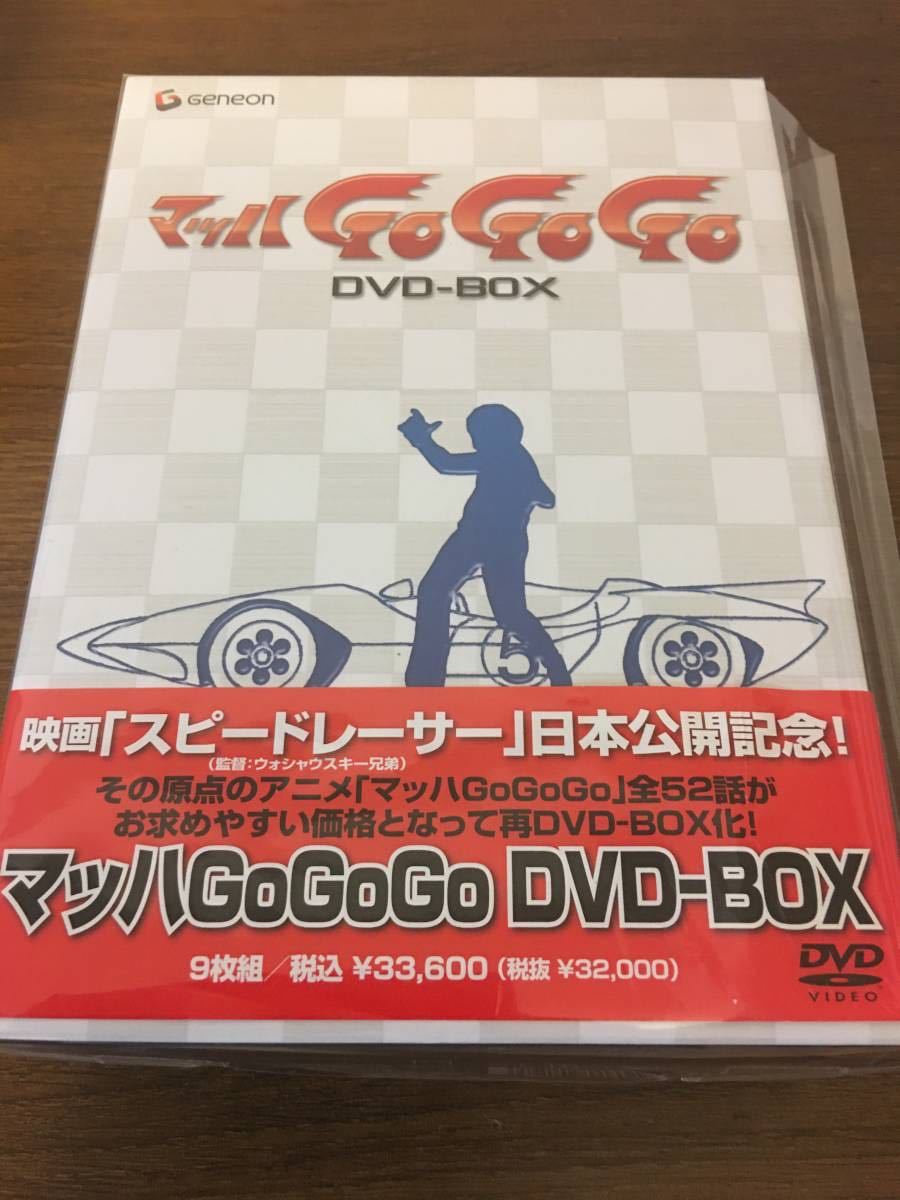 Geneon
マッハGoGoGo
DVD-BOX
5
映画「スピードレーサー」日本公開記念!
(監督:ウォシャウスキー兄弟)
その原点のアニメ「マッハGoGoGo」全52話が
お求めやすい価格となって再DVD-BOX化!
マッハGoGoGo DVD-BOX
9枚組/税込 ¥33,600 (税抜 ¥32,000)
DVD
VIDEO